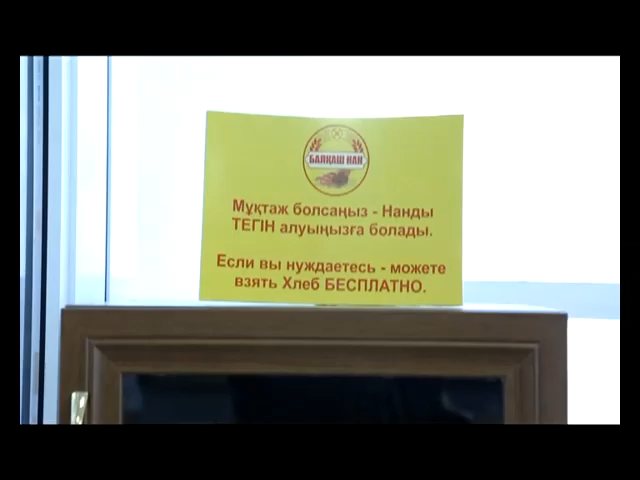 БАЛҚАШ НАН
Мұқтаж болсаңыз - Нанды
ТЕГІН алуыңызға болады.
Если вы нуждаетесь - можете
взять Хлеб БЕСПЛАТНО.